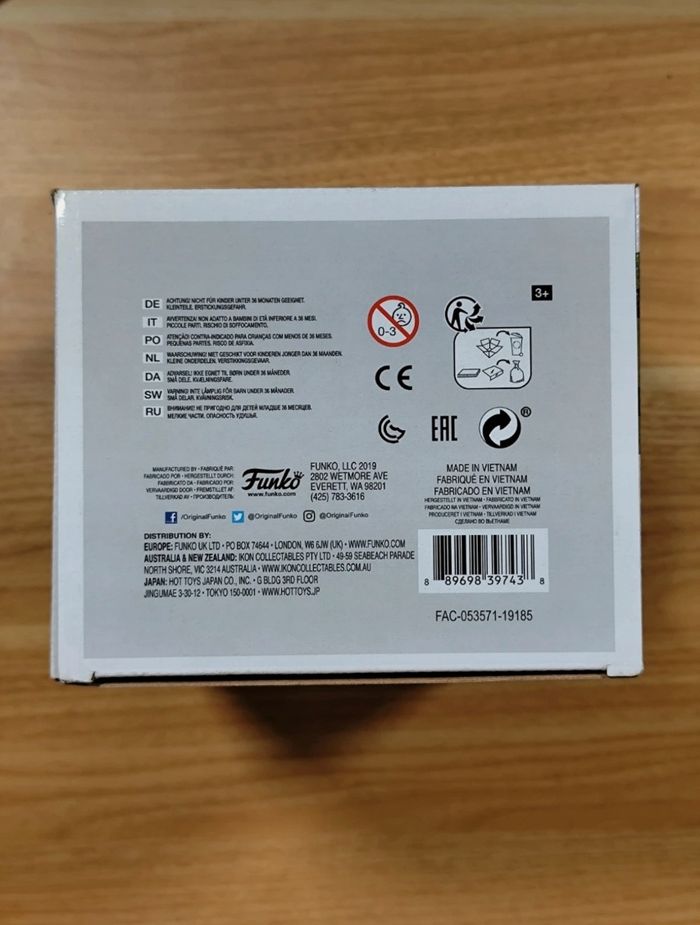 3+
DE ACHTUNG! NICHT FÜR KINDER UNTER 36 MONATEN GEEIGNET.
KLEINTEILE. ERSTICKUNGSGEFAHR.
IT AVVERTENZA! NON ADATTO A BAMBINI DI ETÀ INFERIORE A 36 MESI.
PICCOLE PARTI. RISCHIO DI SOFFOCAMENTO.
PO ATENÇÃO! CONTRA-INDICADO PARA CRIANÇAS COM MENOS DE 36 MESES.
PEQUENAS PARTES. RISCO DE ASFIXIA.
NL WAARSCHUWING! NIET GESCHIKT VOOR KINDEREN JONGER DAN 36 MAANDEN.
KLEINE ONDERDELEN. VERSTIKKINGSGEVAAR.
DA ADVARSEL! IKKE EGNET TIL BØRN UNDER 36 MÅNEDER.
SMÅ DELE. KVÆLNINGSFARE.
SW VARNING! INTE LÄMPLIG FÖR BARN UNDER 36 MÅNADER.
SMÅ DELAR. KVÄVNINGSRISK.
RU ВНИМАНИЕ! НЕ ПРИГОДНО ДЛЯ ДЕТЕЙ МЛАДШЕ 36 МЕСЯЦЕВ.
МЕЛКИЕ ЧАСТИ. ОПАСНОСТЬ УДУШЬЯ.
0-3
CE
EAC
®
MANUFACTURED BY • FABRIQUÉ PAR
FABRICADO POR • HERGESTELLT DURCH
FABRICATO DA • FABRICADO POR:
VERVAARDIGD DOOR • FREMSTILLET AF
TILLVERKAD AV • ПРОИЗВОДИТЕЛЬ:
Funko
www.funko.com
FUNKO, LLC 2019
2802 WETMORE AVE
EVERETT, WA 98201
(425) 783-3616
MADE IN VIETNAM
FABRIQUÉ EN VIETNAM
FABRICADO EN VIETNAM
HERGESTELLT IN VIETNAM • FABBRICATO IN VIETNAM
FABRICADO NA VIETNAM • VERVAARDIGD IN VIETNAM
PRODUCERET I VIETNAM • TILLVERKAD I VIETNAM
СДЕЛАНО ВО ВЬЕТНАМЕ
/OriginalFunko @OriginalFunko @OriginalFunko
DISTRIBUTION BY:
EUROPE: FUNKO UK LTD • PO BOX 74644 • LONDON, W6 6JW (UK) • WWW.FUNKO.COM
AUSTRALIA & NEW ZEALAND: IKON COLLECTABLES PTY LTD • 49-59 SEABEACH PARADE
NORTH SHORE, VIC 3214 AUSTRALIA • WWW.IKONCOLLECTABLES.COM.AU
JAPAN: HOT TOYS JAPAN CO., INC. • G BLDG 3RD FLOOR
JINGUMAE 3-30-12 • TOKYO 150-0001 • WWW.HOTTOYS.JP
8 89698 39743 8
FAC-053571-19185